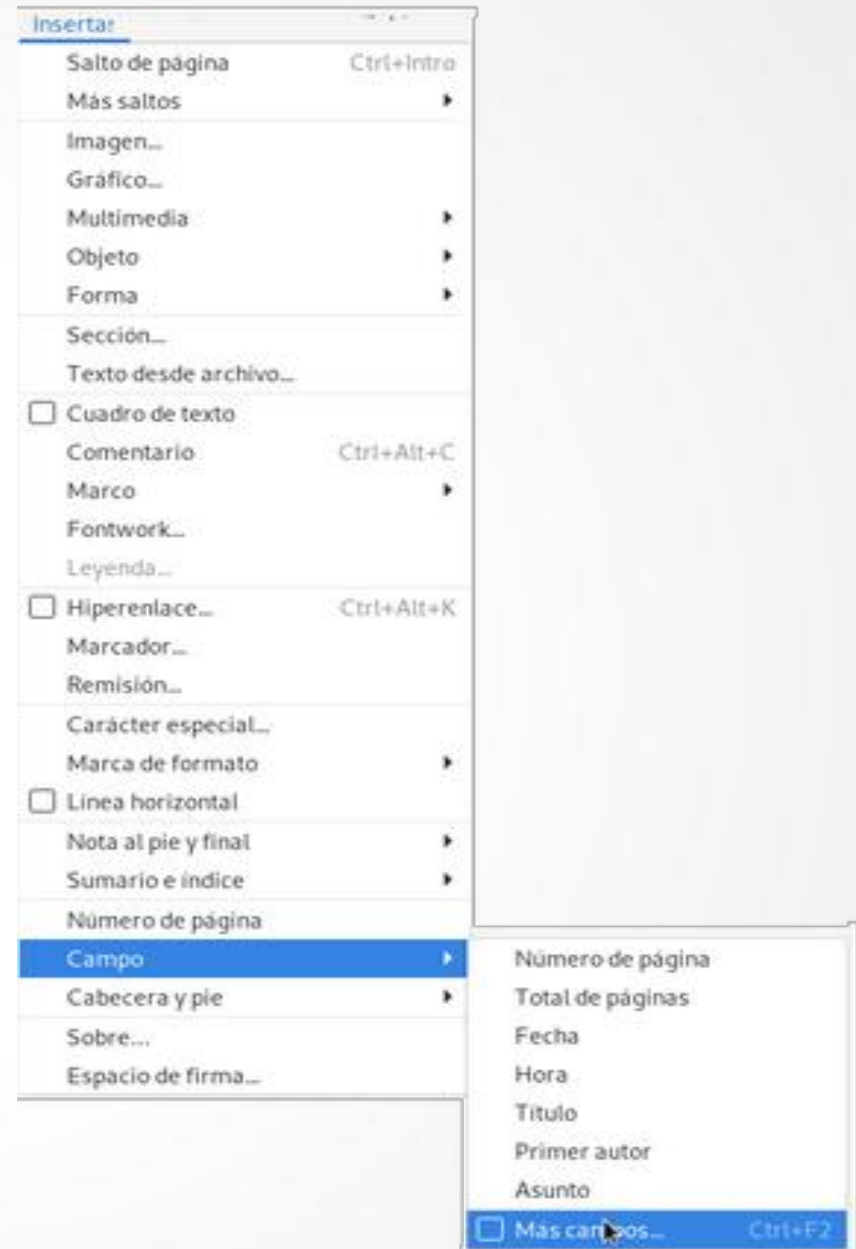 Insertar
Salto de página Ctrl+Intro
Más saltos
Imagen...
Gráfico...
Multimedia
Objeto
Forma
Sección...
Texto desde archivo...
Cuadro de texto
Comentario Ctrl+Alt+C
Marco
Fontwork...
Leyenda...
Hiperenlace... Ctrl+Alt+K
Marcador...
Remisión...
Carácter especial...
Marca de formato
Línea horizontal
Nota al pie y final
Sumario e índice
Número de página
Campo
Cabecera y pie
Sobre...
Espacio de firma...
Número de página
Total de páginas
Fecha
Hora
Título
Primer autor
Asunto
Más campos... Ctrl+F2